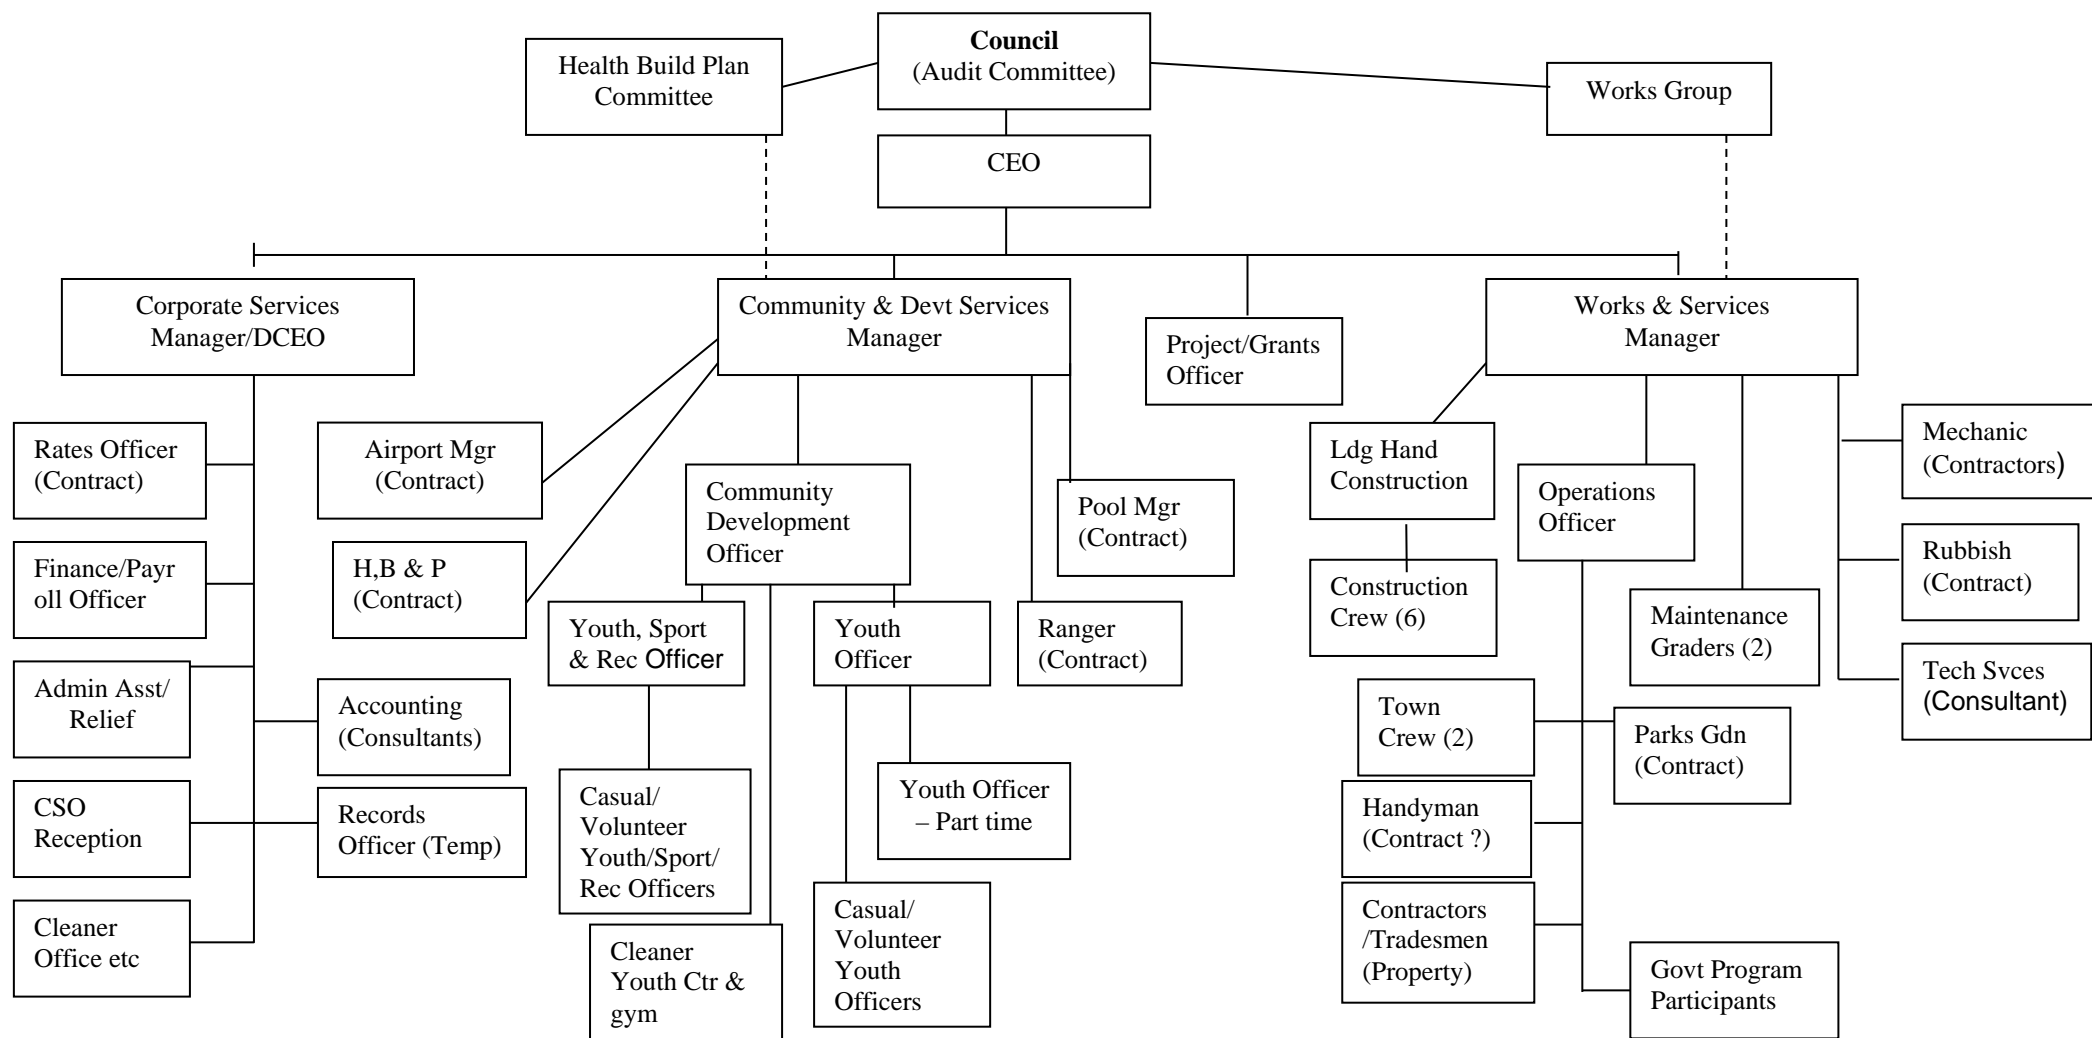 Council
(Audit Committee)
Health Build Plan
Committee
Works Group
CEO
Corporate Services
Manager/DCEO
Community & Devt Services
Manager
Project/Grants
Officer
Works & Services
Manager
Rates Officer
(Contract)
Finance/Payr
oll Officer
Admin Asst/
Relief
CSO
Reception
Cleaner
Office etc
Accounting
(Consultants)
Records
Officer (Temp)
Airport Mgr
(Contract)
H,B & P
(Contract)
Community
Development
Officer
Pool Mgr
(Contract)
Youth, Sport
& Rec Officer
Youth
Officer
Ranger
(Contract)
Casual/
Volunteer
Youth/Sport/
Rec Officers
Youth Officer
– Part time
Cleaner
Youth Ctr &
gym
Casual/
Volunteer
Youth
Officers
Ldg Hand
Construction
Construction
Crew (6)
Operations
Officer
Maintenance
Graders (2)
Mechanic
(Contractors)
Rubbish
(Contract)
Tech Svces
(Consultant)
Town
Crew (2)
Parks Gdn
(Contract)
Handyman
(Contract ?)
Contractors
/Tradesmen
(Property)
Govt Program
Participants